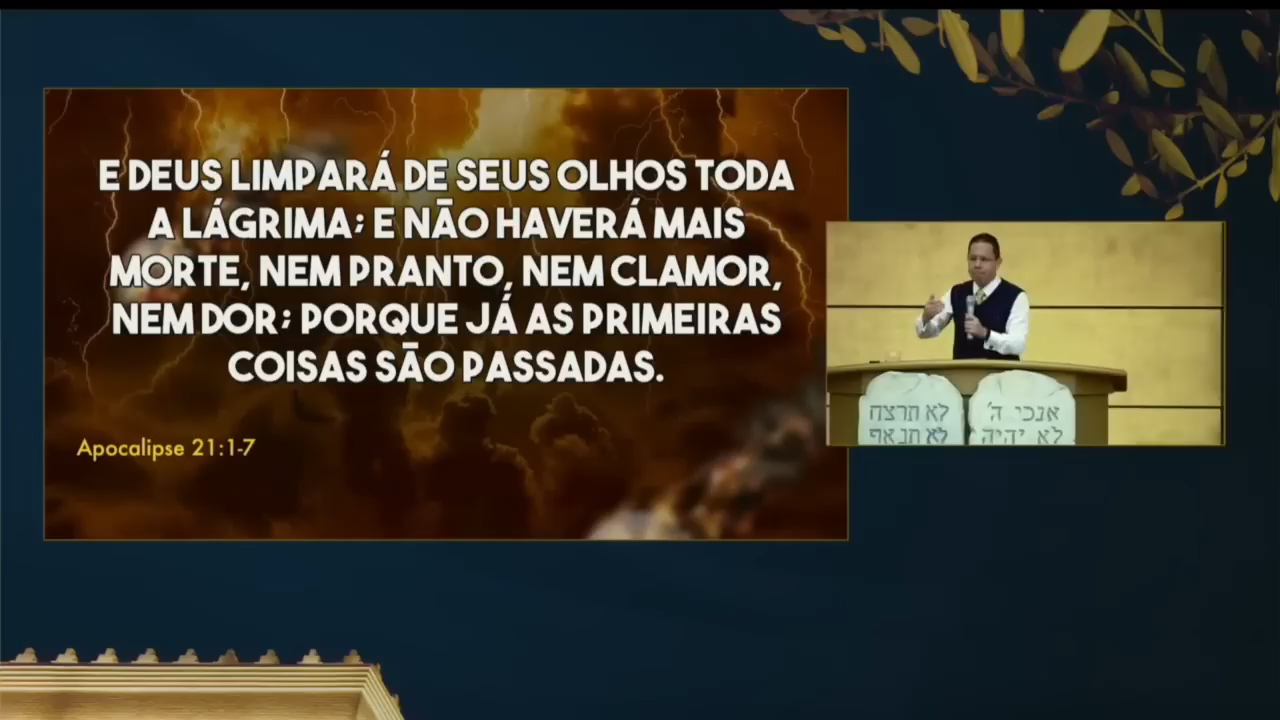 E DEUS LIMPARÁ DE SEUS OLHOS TODA
A LÁGRIMA; E NÃO HAVERÁ MAIS
MORTE, NEM PRANTO, NEM CLAMOR,
NEM DOR; PORQUE JÁ AS PRIMEIRAS
COISAS SÃO PASSADAS.
Apocalipse 21:1-7
אנכי ה'
לא יהיה
לא תרצח
לא תנאף